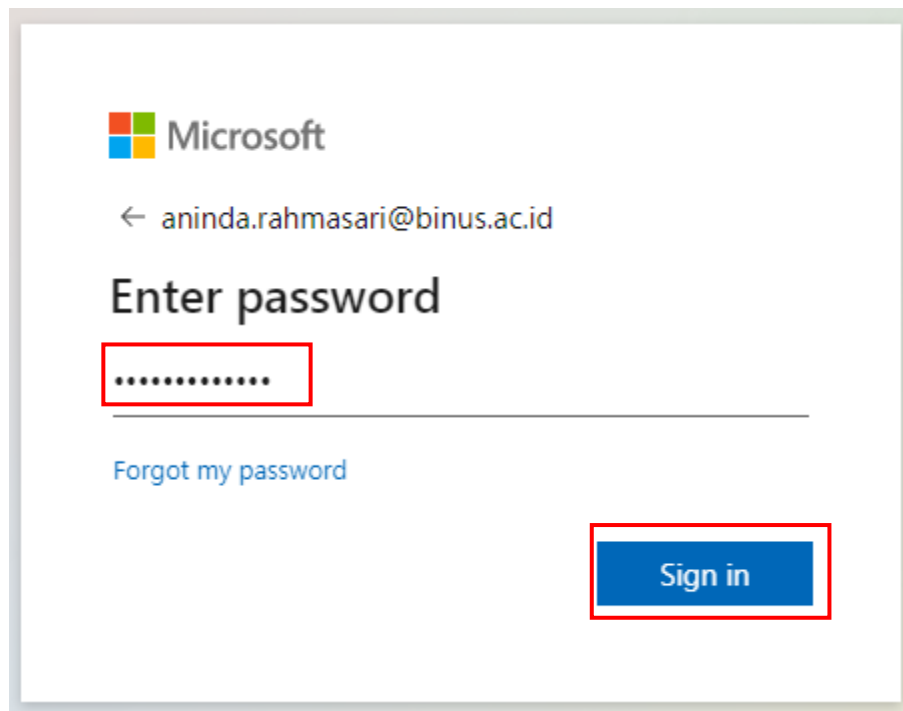 Microsoft
← aninda.rahmasari@binus.ac.id
Enter password
•••••••••••••
Forgot my password
Sign in